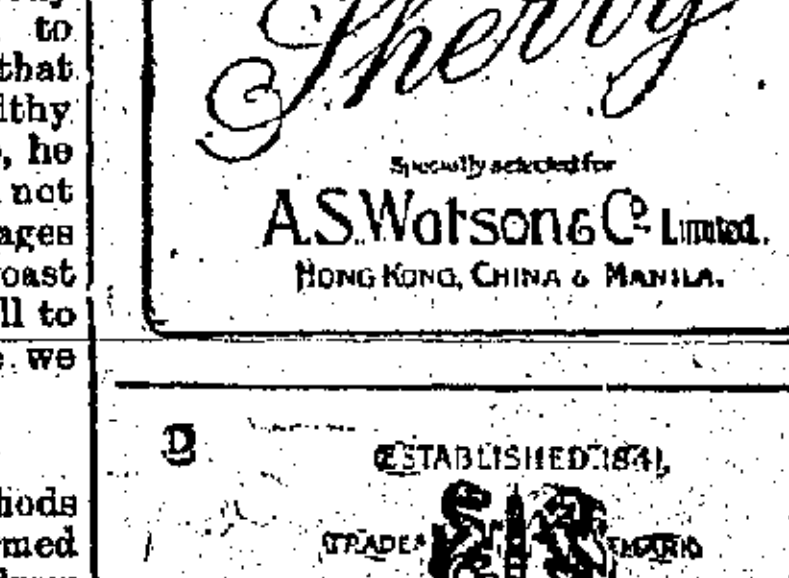 to
that
lthy
, he
not
ages
oast
ll to
we
hods
med
Sherry
Specially selected for
A.S. Watson & Co. Limited.
HONG KONG, CHINA & MANILA.
D
ESTABLISHED 1841,
TRADE MARK